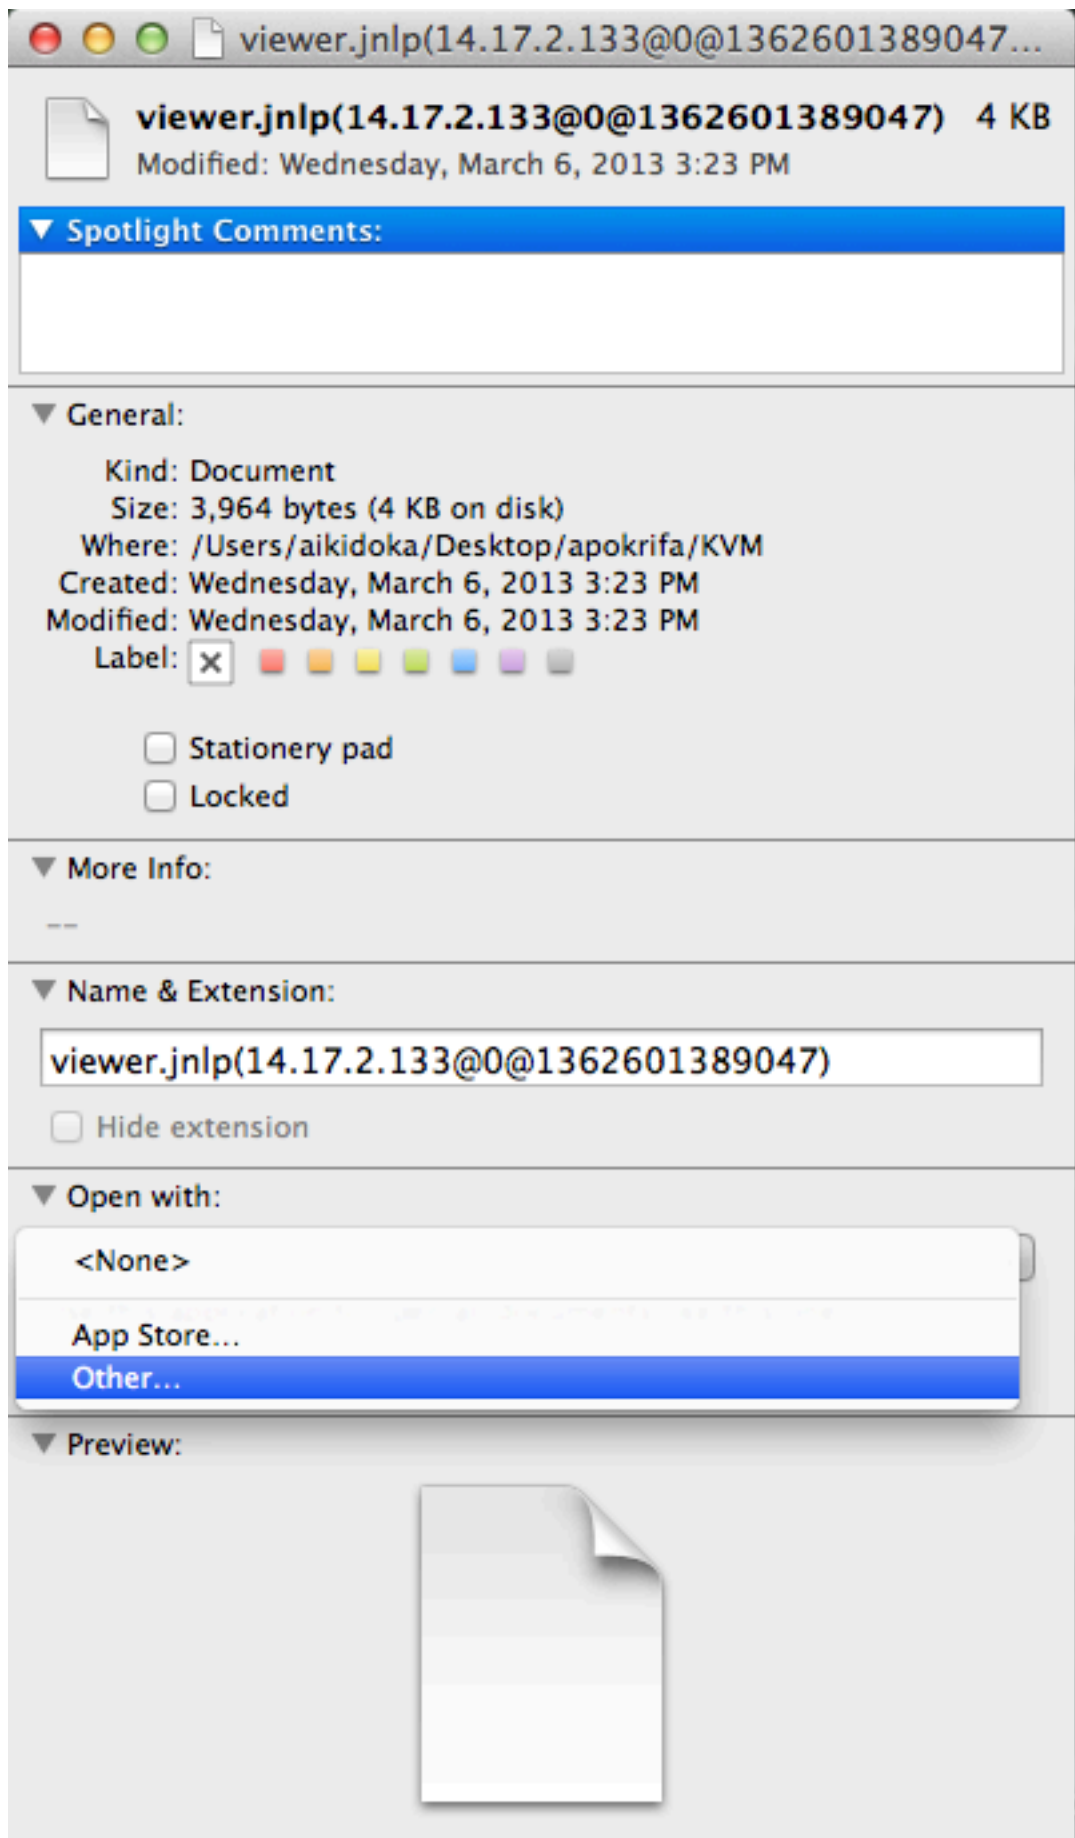 viewer.jnlp(14.17.2.133@0@1362601389047...
viewer.jnlp(14.17.2.133@0@1362601389047) 4 KB
Modified: Wednesday, March 6, 2013 3:23 PM
Spotlight Comments:
General:
Kind: Document
Size: 3,964 bytes (4 KB on disk)
Where: /Users/aikidoka/Desktop/apokrifa/KVM
Created: Wednesday, March 6, 2013 3:23 PM
Modified: Wednesday, March 6, 2013 3:23 PM
Label:
Stationery pad
Locked
More Info:
--
Name & Extension:
viewer.jnlp(14.17.2.133@0@1362601389047)
Hide extension
Open with:
<None>
App Store...
Other...
Preview: